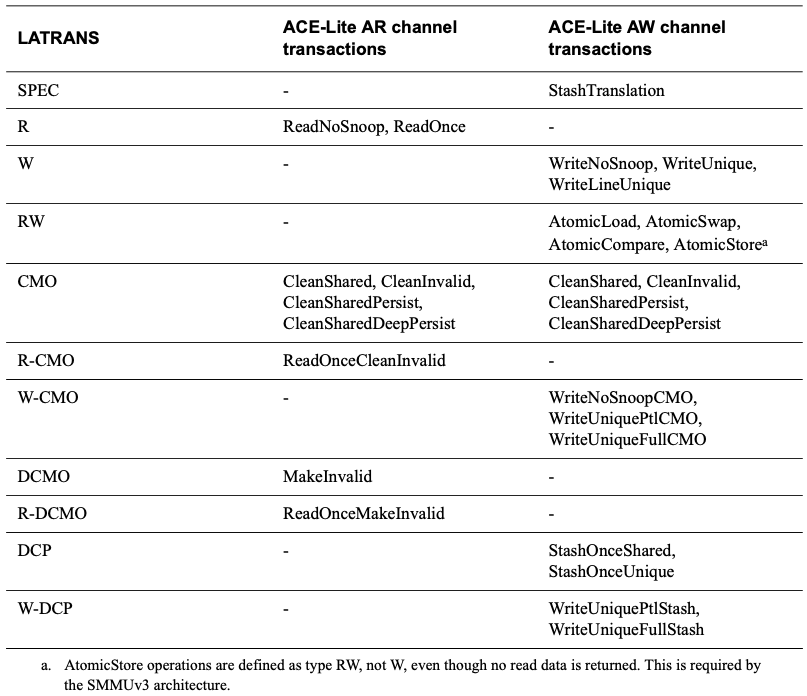 LATRANS ACE-Lite AR channel transactions ACE-Lite AW channel transactions
SPEC - StashTranslation
R ReadNoSnoop, ReadOnce -
W - WriteNoSnoop, WriteUnique,
WriteLineUnique
RW - AtomicLoad, AtomicSwap,
AtomicCompare, AtomicStoreᵃ
CMO CleanShared, CleanInvalid, CleanShared, CleanInvalid,
CleanSharedPersist, CleanSharedPersist,
CleanSharedDeepPersist CleanSharedDeepPersist
R-CMO ReadOnceCleanInvalid -
W-CMO - WriteNoSnoopCMO,
WriteUniquePtlCMO,
WriteUniqueFullCMO
DCMO MakeInvalid -
R-DCMO ReadOnceMakeInvalid -
DCP - StashOnceShared,
StashOnceUnique
W-DCP - WriteUniquePtlStash,
WriteUniqueFullStash
a. AtomicStore operations are defined as type RW, not W, even though no read data is returned. This is required by
the SMMUv3 architecture.